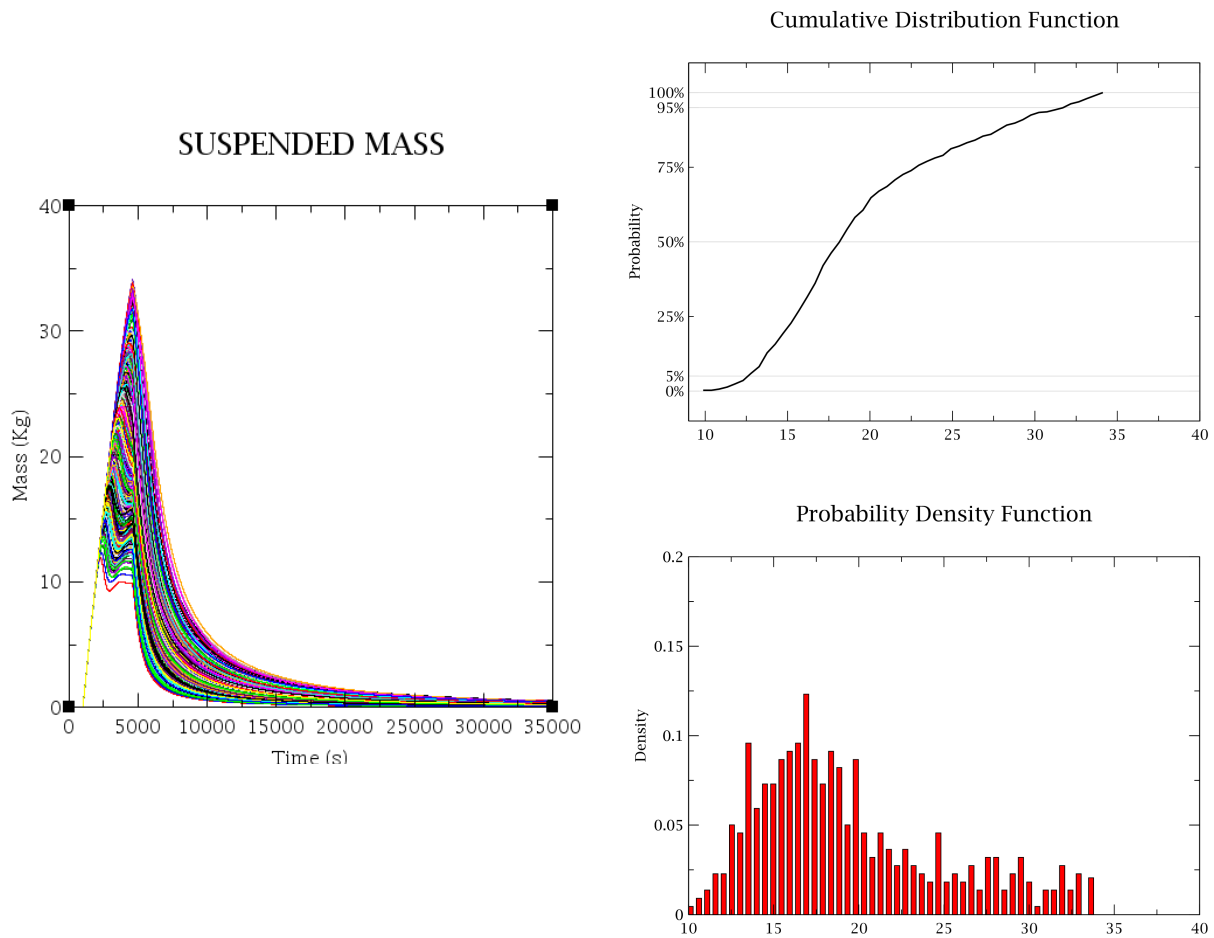 SUSPENDED MASS
40
30
20
10
0
Mass (Kg)
0 5000 10000 15000 20000 25000 30000 35000
Time (s)
Cumulative Distribution Function
100%
95%
75%
50%
25%
5%
0%
Probability
10 15 20 25 30 35 40
Probability Density Function
0.2
0.15
0.1
0.05
0
Density
10 15 20 25 30 35 40